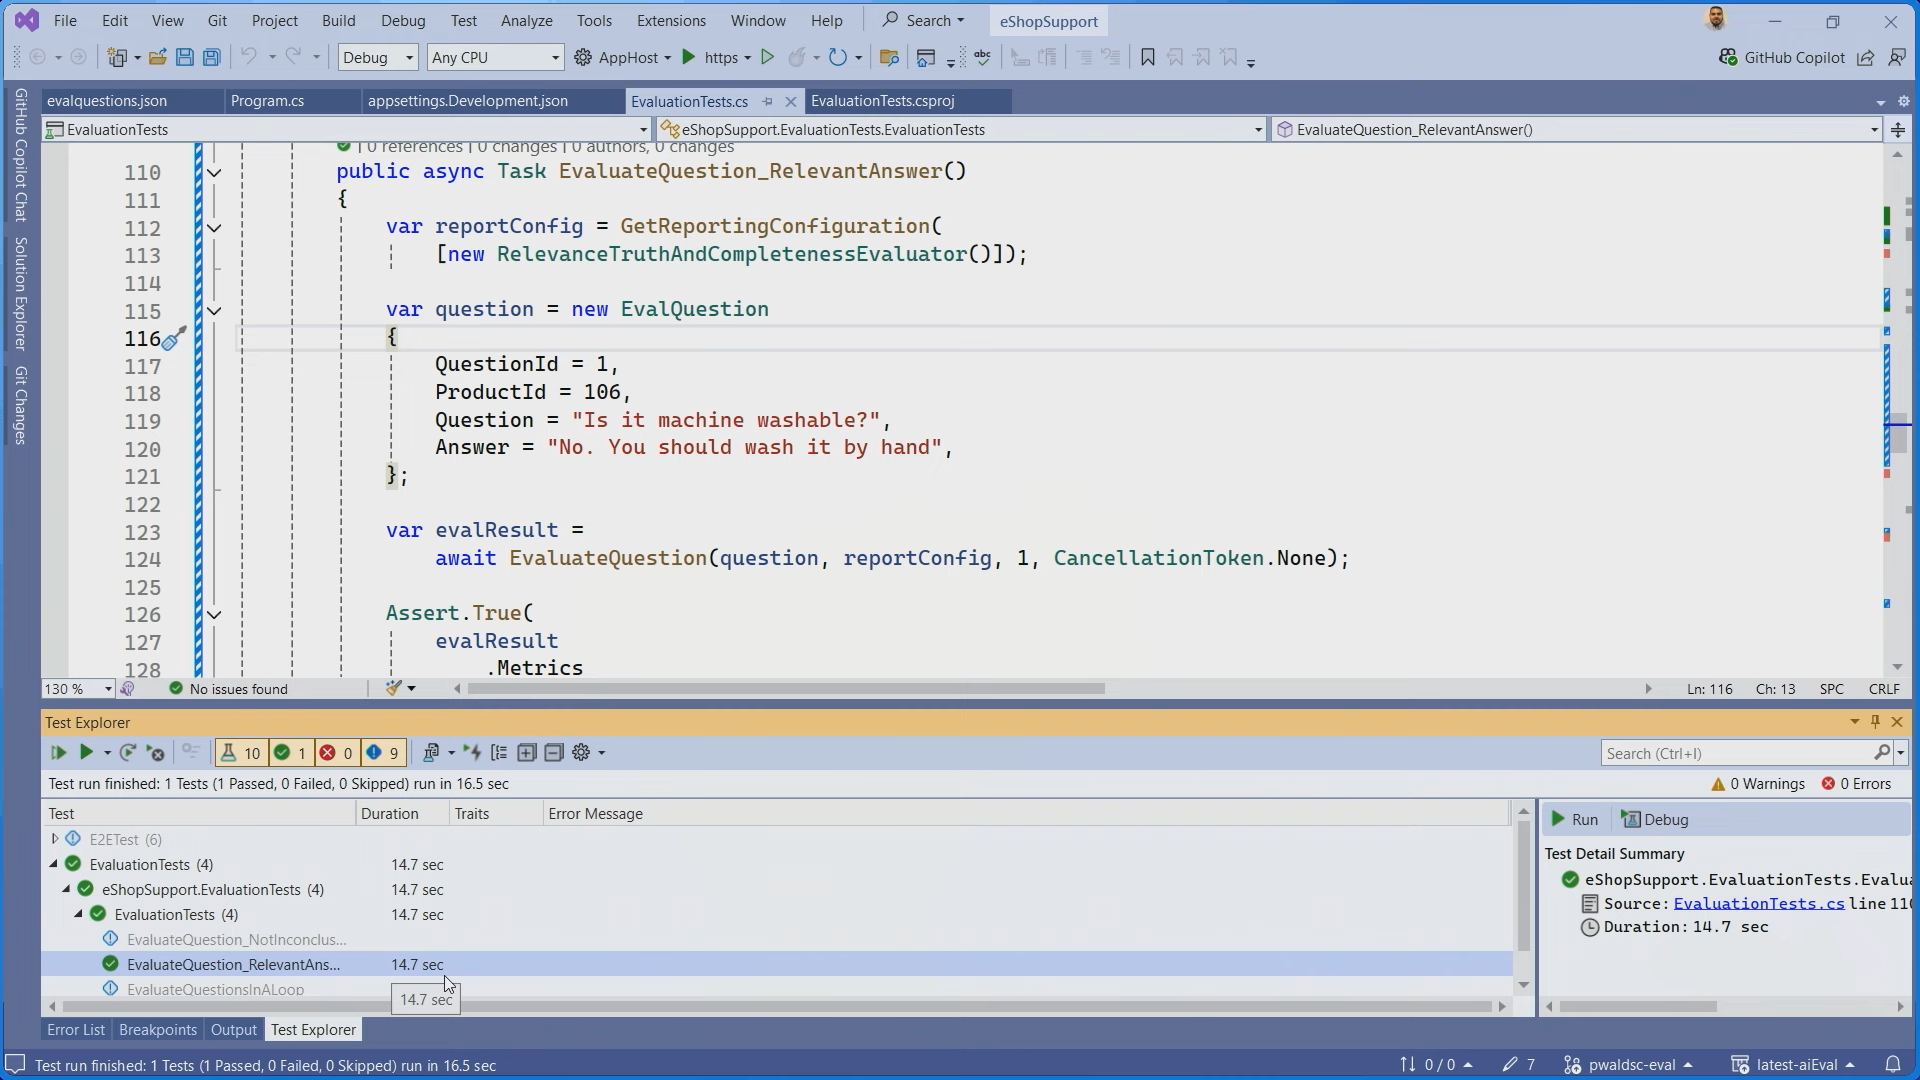 File Edit View Git Project Build Debug Test Analyze Tools Extensions Window Help Search eShopSupport
Debug Any CPU AppHost https GitHub Copilot
evalquestions.json Program.cs appsettings.Development.json EvaluationTests.cs EvaluationTests.csproj
EvaluationTests eShopSupport.EvaluationTests.EvaluationTests EvaluateQuestion_RelevantAnswer()
GitHub Copilot Chat
Solution Explorer
Git Changes
| 0 references | 0 changes | 0 authors, 0 changes
110 public async Task EvaluateQuestion_RelevantAnswer()
111 {
112 var reportConfig = GetReportingConfiguration(
113 [new RelevanceTruthAndCompletenessEvaluator()]);
114
115 var question = new EvalQuestion
116 {
117 QuestionId = 1,
118 ProductId = 106,
119 Question = "Is it machine washable?",
120 Answer = "No. You should wash it by hand",
121 };
122
123 var evalResult =
124 await EvaluateQuestion(question, reportConfig, 1, CancellationToken.None);
125
126 Assert.True(
127 evalResult
128 .Metrics
130 % No issues found Ln: 116 Ch: 13 SPC CRLF
Test Explorer
10 1 0 9 Search (Ctrl+I)
Test run finished: 1 Tests (1 Passed, 0 Failed, 0 Skipped) run in 16.5 sec 0 Warnings 0 Errors
Test Duration Traits Error Message
E2ETest (6)
EvaluationTests (4) 14.7 sec
eShopSupport.EvaluationTests (4) 14.7 sec
EvaluationTests (4) 14.7 sec
EvaluateQuestion_NotInconclus...
EvaluateQuestion_RelevantAns... 14.7 sec
EvaluateQuestionsInALoop
14.7 sec
Run Debug
Test Detail Summary
eShopSupport.EvaluationTests.Evalua
Source: EvaluationTests.cs line 110
Duration: 14.7 sec
Error List Breakpoints Output Test Explorer
Test run finished: 1 Tests (1 Passed, 0 Failed, 0 Skipped) run in 16.5 sec 0 / 0 7 pwaldsc-eval latest-aiEval